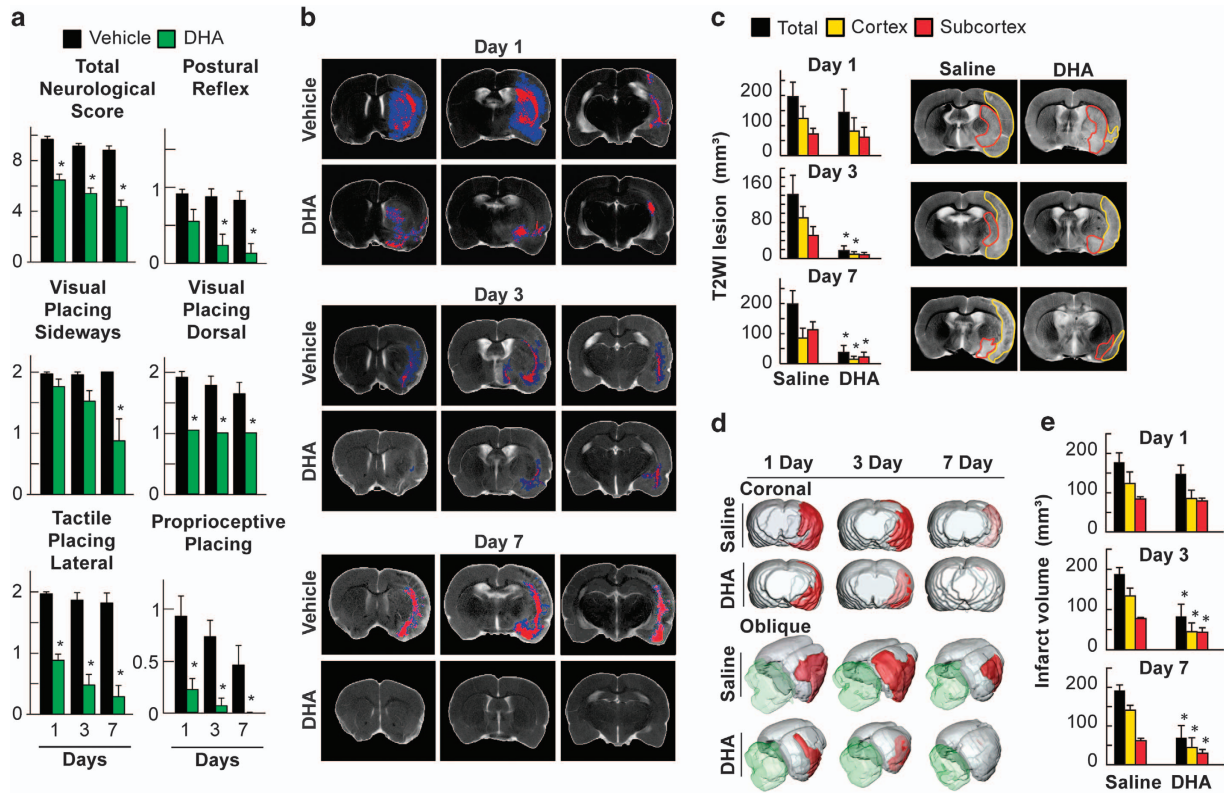 a
Vehicle DHA
Total
Neurological
Score
Postural
Reflex
9
6
3
0
1
0
*
*
*
*
*
Visual
Placing
Sideways
Visual
Placing
Dorsal
2
1
0
2
1
0
*
*
*
*
Tactile
Placing
Lateral
Proprioceptive
Placing
2
1
0
1
0.5
0
*
*
*
*
*
*
1 3 7
Days
1 3 7
Days
b
Day 1
Vehicle
DHA
Day 3
Vehicle
DHA
Day 7
Vehicle
DHA
c
Total Cortex Subcortex
T2WI lesion (mm³)
Day 1
200
100
0
Day 3
160
80
0
* * *
Day 7
200
100
0
* * *
Saline DHA
Saline DHA
d
1 Day 3 Day 7 Day
Coronal
Saline
DHA
Oblique
Saline
DHA
e
Infarct volume (mm³)
Day 1
200
100
0
Day 3
200
100
0
* * *
Day 7
200
100
0
* * *
Saline DHA